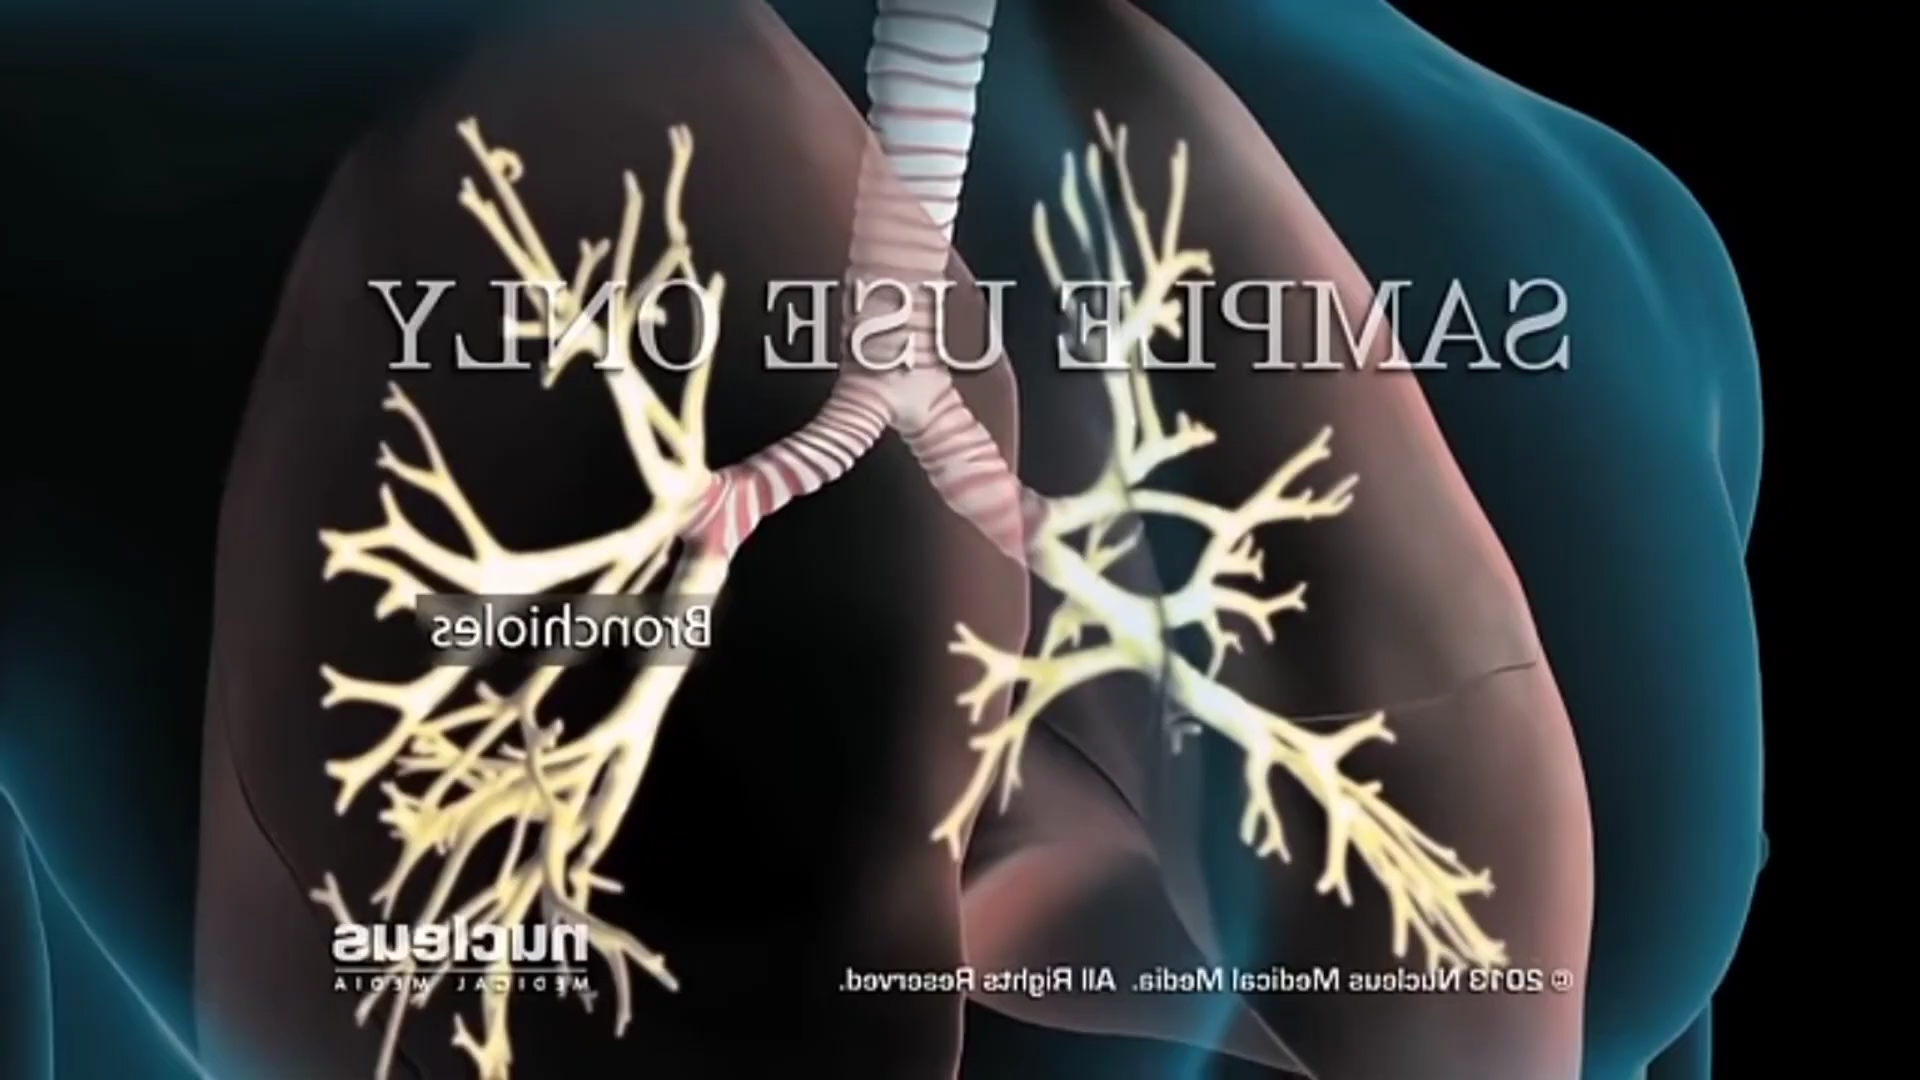 SAMPLE USE ONLY
Bronchioles
nucleus
MEDICAL MEDIA
© 2013 Nucleus Medical Media. All Rights Reserved.